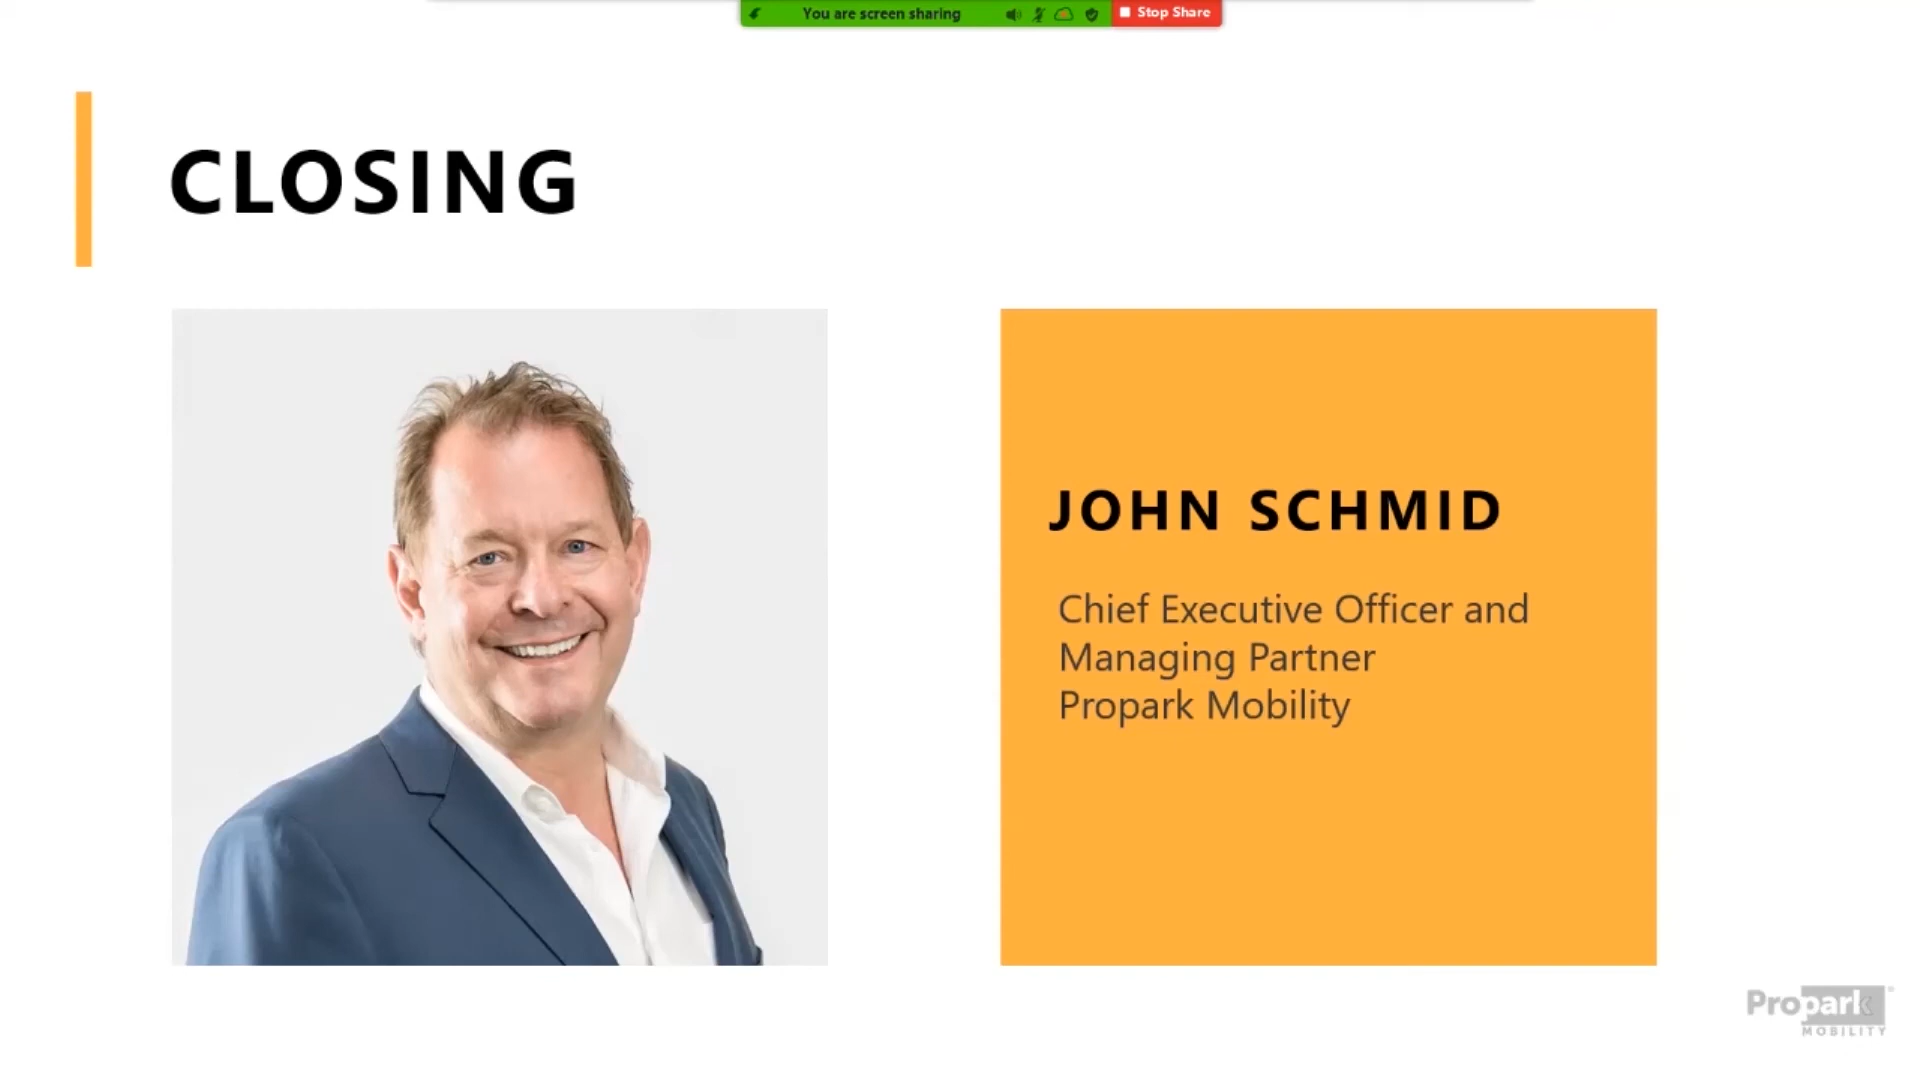 You are screen sharing
Stop Share
CLOSING
JOHN SCHMID
Chief Executive Officer and
Managing Partner
Propark Mobility
Propark®
MOBILITY